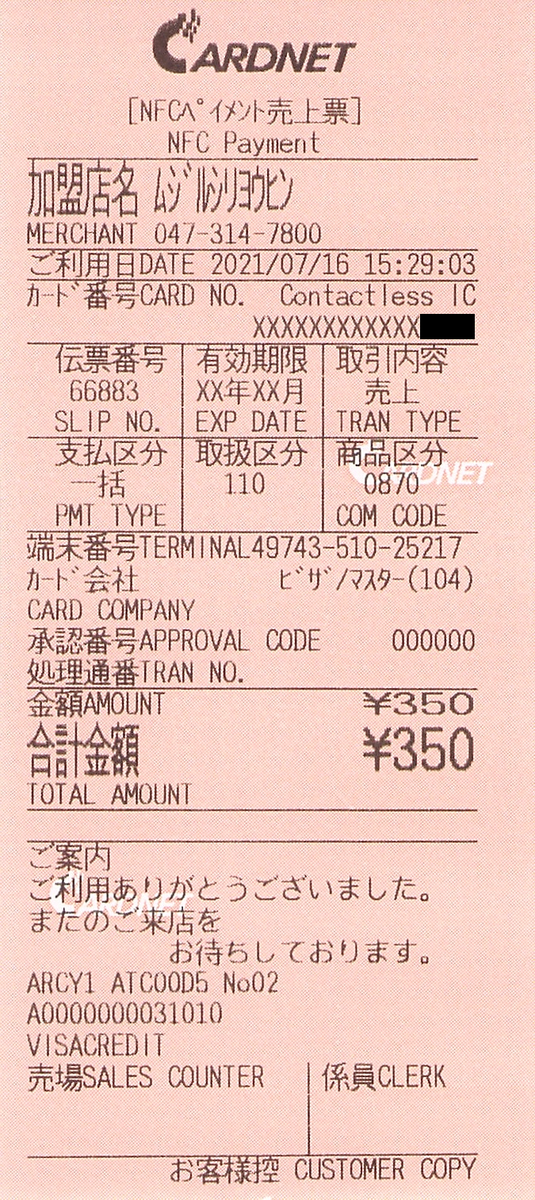 CARDNET
[NFCペイメント売上票]
NFC Payment
加盟店名 ムジルシリヨウヒン
MERCHANT 047-314-7800
ご利用日DATE 2021/07/16 15:29:03
カード番号CARD NO. Contactless IC
XXXXXXXXXXXX
伝票番号 有効期限 取引内容
66883 XX年XX月 売上
SLIP NO. EXP DATE TRAN TYPE
支払区分 取扱区分 商品区分
一括 110 0870
CARDNET
PMT TYPE COM CODE
端末番号TERMINAL49743-510-25217
カード会社 ビザ/マスター(104)
CARD COMPANY
承認番号APPROVAL CODE 000000
処理通番TRAN NO.
金額AMOUNT ¥350
合計金額 ¥350
TOTAL AMOUNT
ご案内
ご利用ありがとうございました。
CARDNET
またのご来店を
お待ちしております。
ARCY1 ATC00D5 No02
A0000000031010
VISACREDIT
売場SALES COUNTER 係員CLERK
お客様控 CUSTOMER COPY